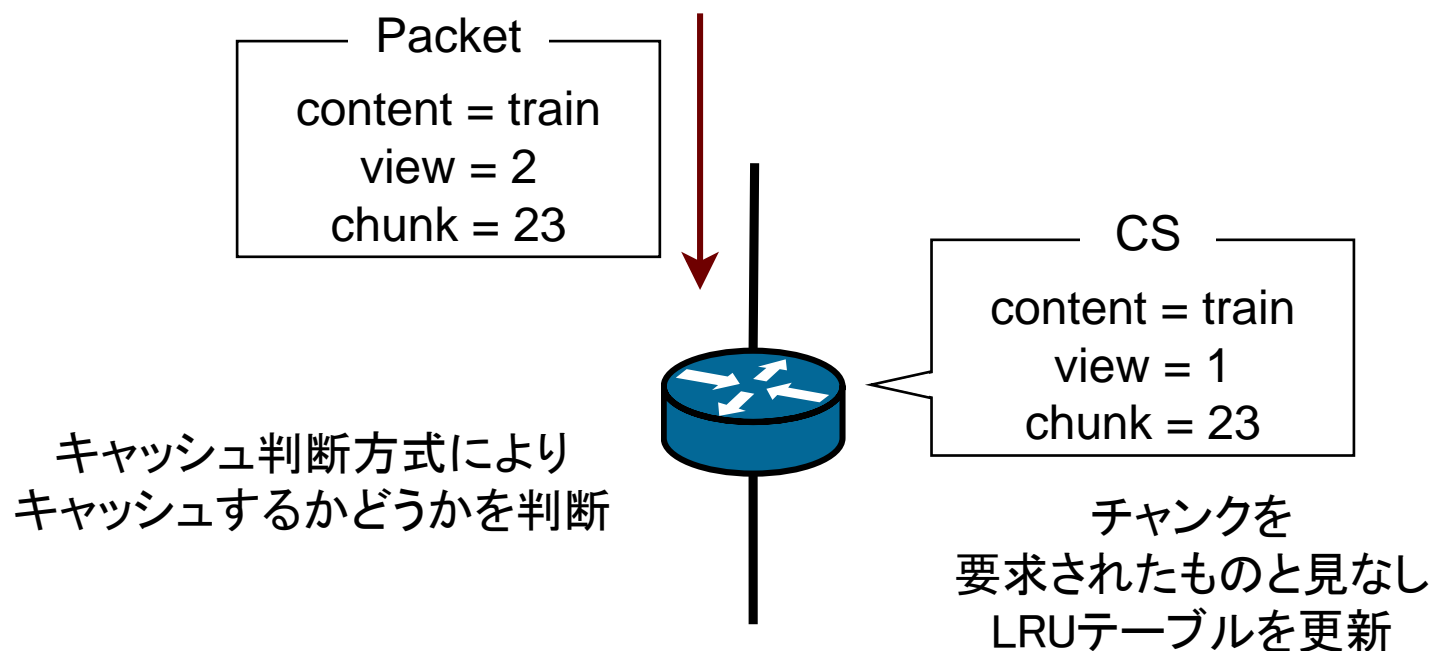 Packet
content = train
view = 2
chunk = 23
CS
content = train
view = 1
chunk = 23
キャッシュ判断方式により
キャッシュするかどうかを判断
チャンクを
要求されたものと見なし
LRUテーブルを更新